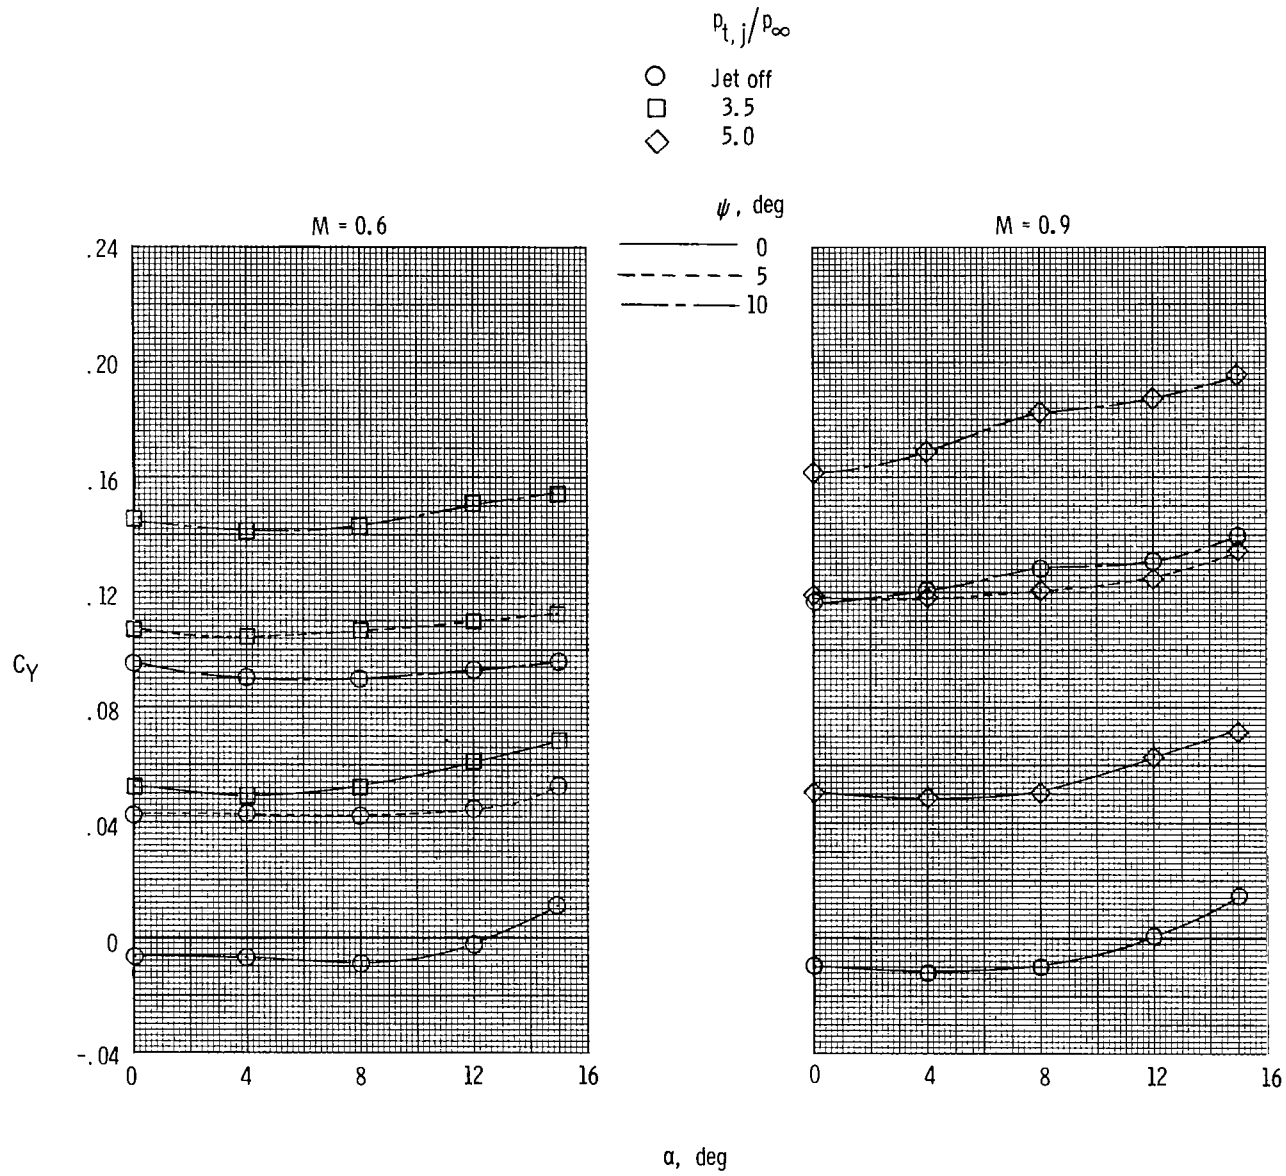 p_t,j/p_∞
Jet off
3.5
5.0
ψ, deg
0
5
10
M = 0.6
M = 0.9
.24
.20
.16
.12
.08
.04
0
-.04
C_Y
0 4 8 12 16
0 4 8 12 16
α, deg